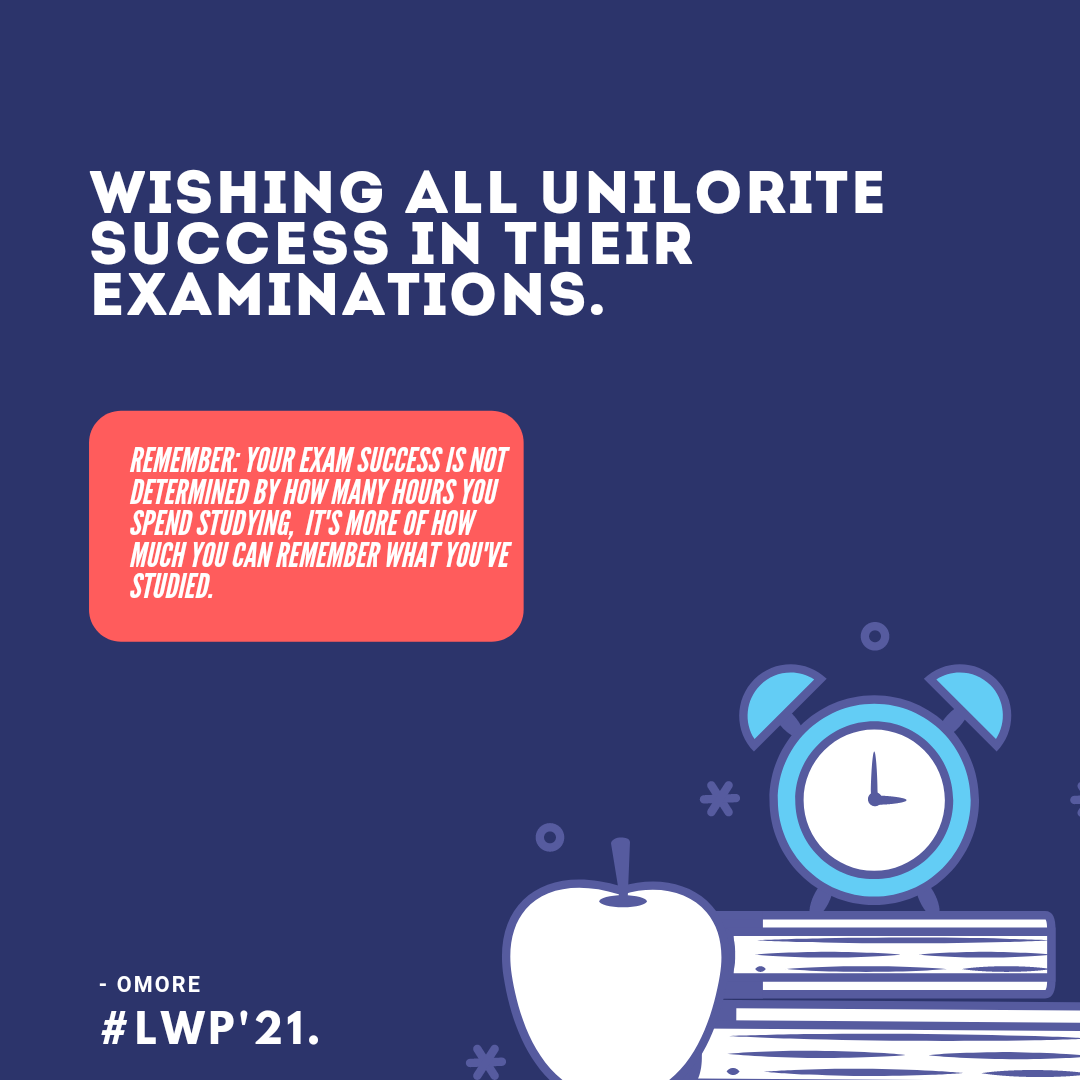 WISHING ALL UNILORITE
SUCCESS IN THEIR
EXAMINATIONS.
REMEMBER: YOUR EXAM SUCCESS IS NOT
DETERMINED BY HOW MANY HOURS YOU
SPEND STUDYING,  IT'S MORE OF HOW
MUCH YOU CAN REMEMBER WHAT YOU'VE
STUDIED.
- OMORE
#LWP'21.